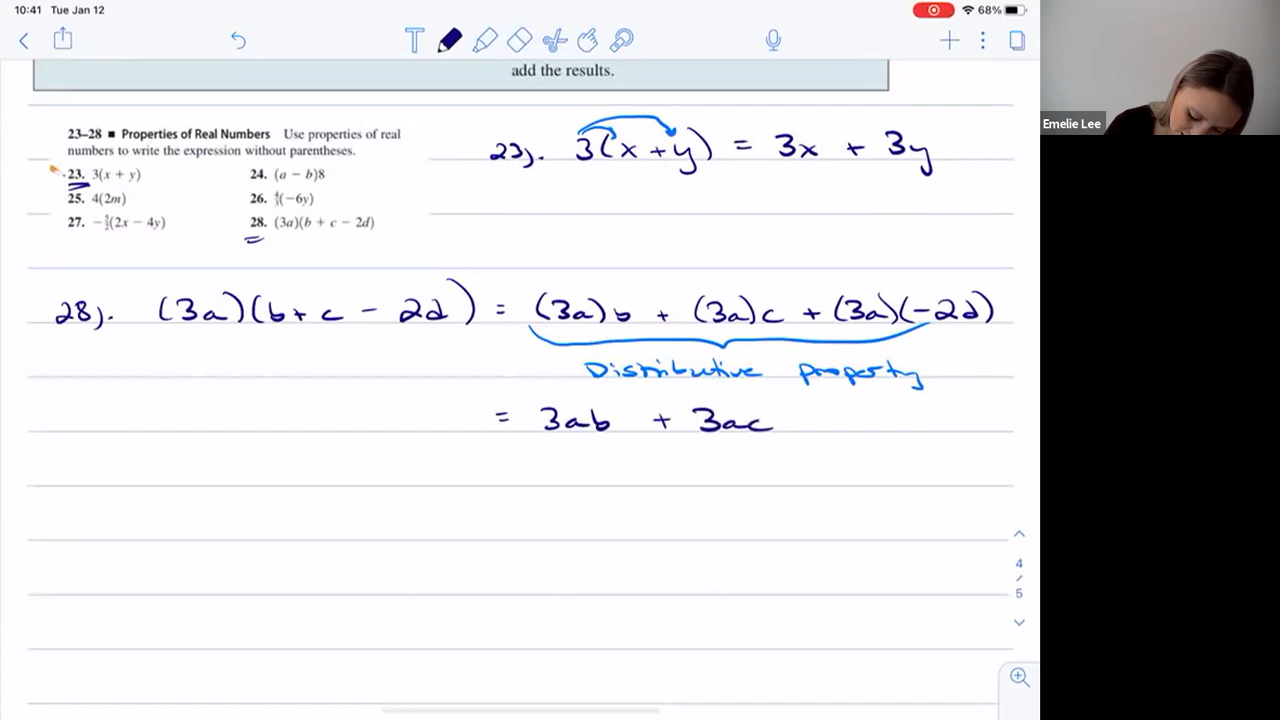 10:41 Tue Jan 12
68%
T
add the results.
23–28 ■ Properties of Real Numbers Use properties of real
numbers to write the expression without parentheses.
23. 3(x + y) 24. (a − b)8
25. 4(2m) 26. (−6y)
27. (2x − 4y) 28. (3a)(b + c − 2d)
23). 3(x + y) = 3x + 3y
28). (3a)(b + c − 2d) = (3a)b + (3a)c + (3a)(−2d)
Distributive property
= 3ab + 3ac
4
/
5
Emelie Lee